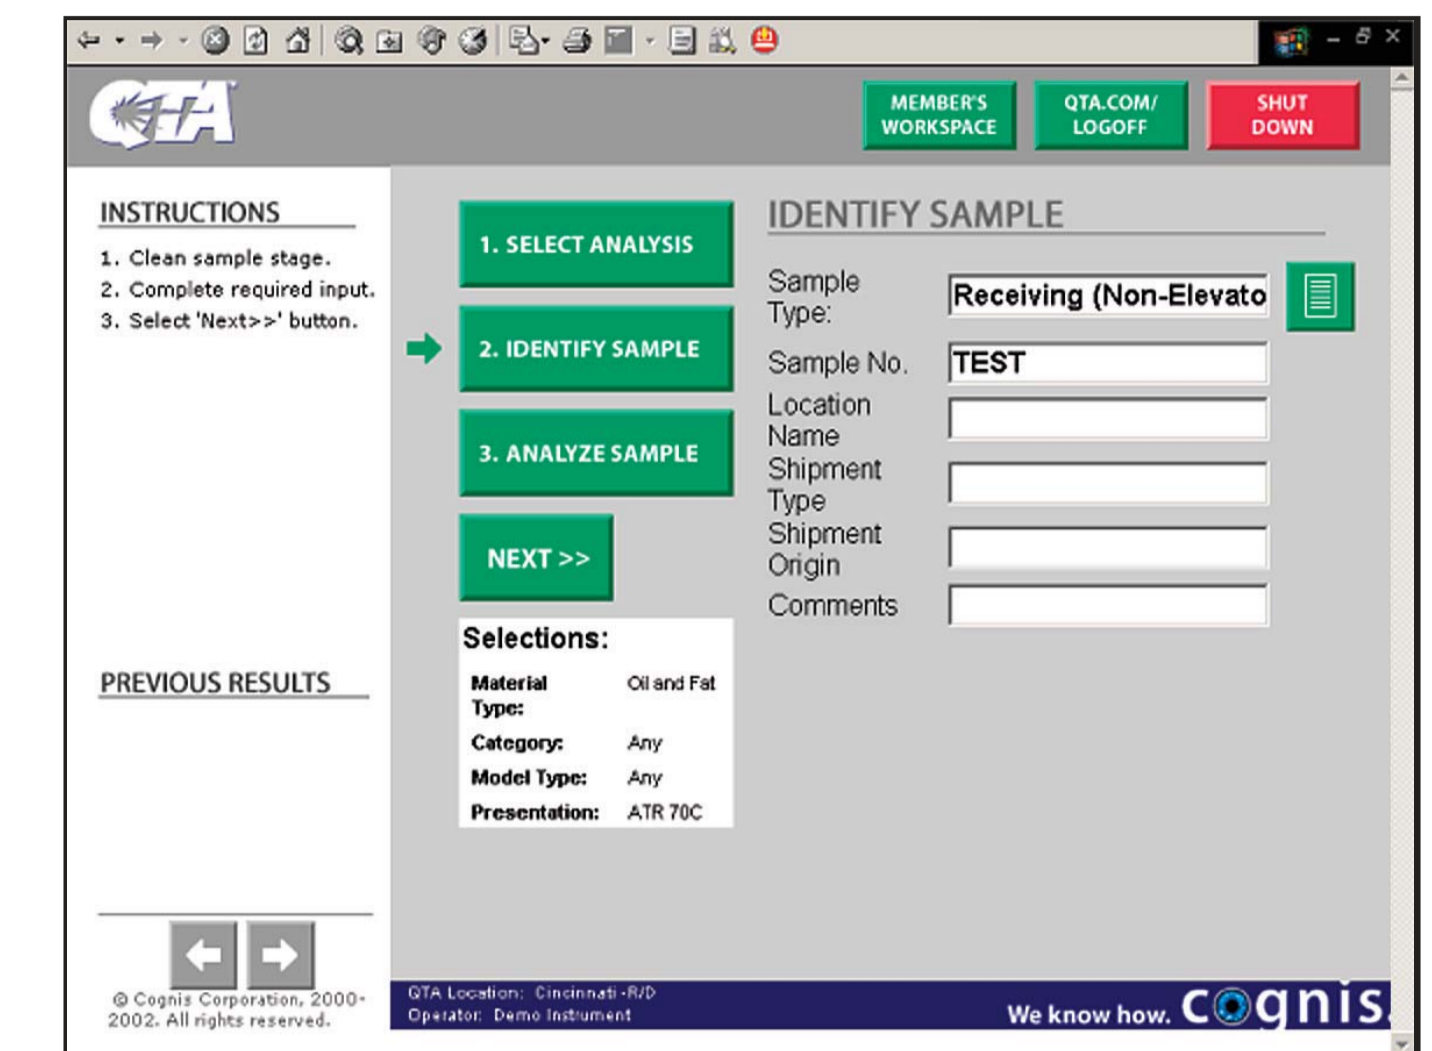 QTA
MEMBER'S
WORKSPACE
QTA.COM/
LOGOFF
SHUT
DOWN
INSTRUCTIONS
1. Clean sample stage.
2. Complete required input.
3. Select 'Next>>' button.
PREVIOUS RESULTS
© Cognis Corporation, 2000-
2002. All rights reserved.
1. SELECT ANALYSIS
2. IDENTIFY SAMPLE
3. ANALYZE SAMPLE
NEXT >>
Selections:
Material Oil and Fat
Type:
Category: Any
Model Type: Any
Presentation: ATR 70C
IDENTIFY SAMPLE
Sample
Type: Receiving (Non-Elevato
Sample No. TEST
Location
Name
Shipment
Type
Shipment
Origin
Comments
QTA Location: Cincinnati-R/D
Operator: Demo Instrument
We know how. cognis.